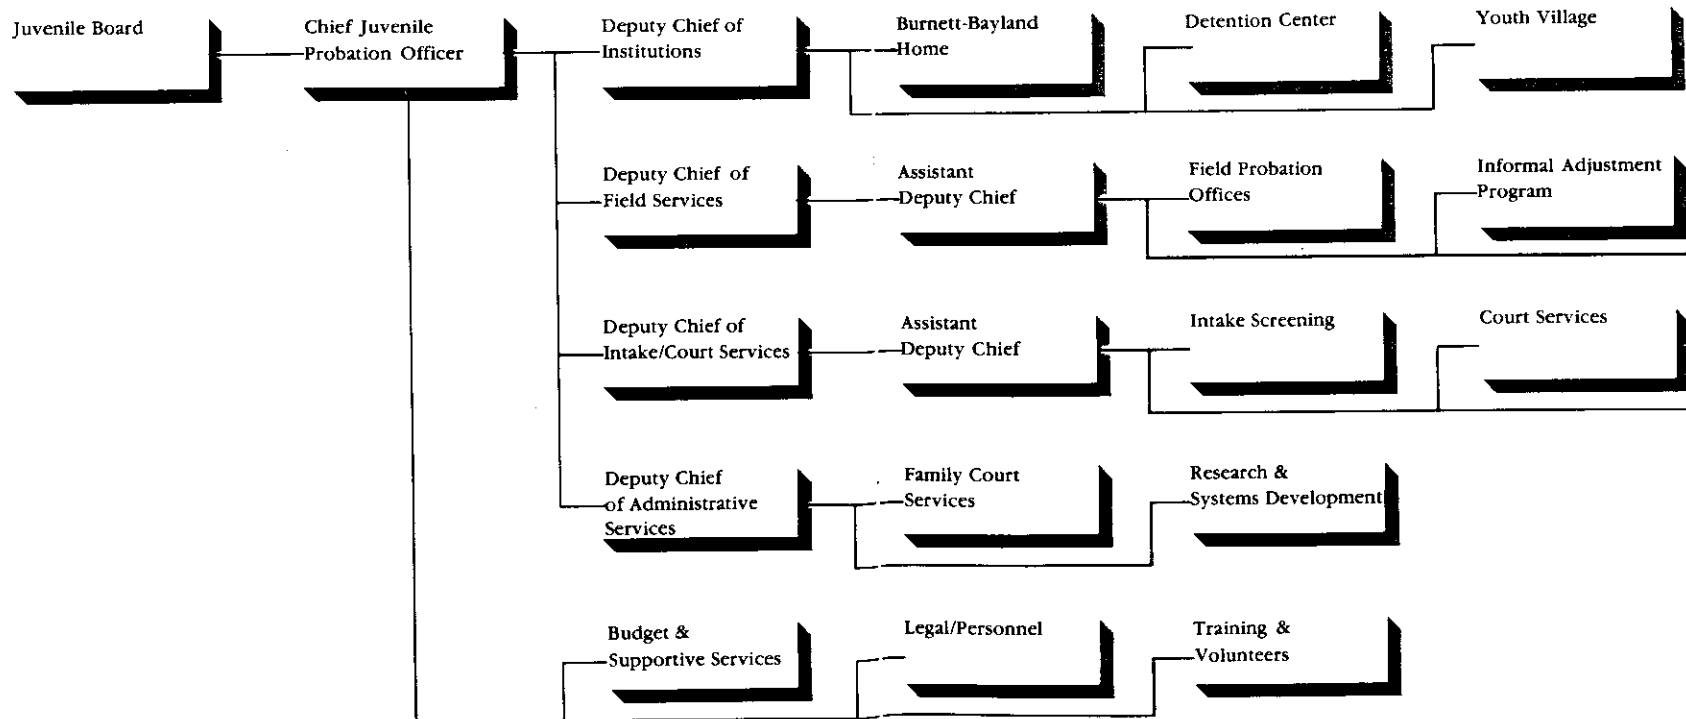 Juvenile Board
Chief Juvenile
Probation Officer
Deputy Chief of
Institutions
Burnett-Bayland
Home
Detention Center
Youth Village
Deputy Chief of
Field Services
Assistant
Deputy Chief
Field Probation
Offices
Informal Adjustment
Program
Deputy Chief of
Intake/Court Services
Assistant
Deputy Chief
Intake Screening
Court Services
Deputy Chief
of Administrative
Services
Family Court
Services
Research &
Systems Development
Budget &
Supportive Services
Legal/Personnel
Training &
Volunteers